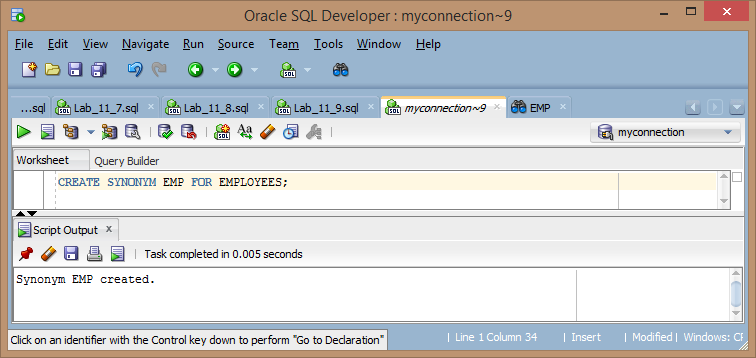 Oracle SQL Developer : myconnection~9
File Edit View Navigate Run Source Team Tools Window Help
...sql Lab_11_7.sql Lab_11_8.sql Lab_11_9.sql myconnection~9 EMP
myconnection
Worksheet Query Builder
CREATE SYNONYM EMP FOR EMPLOYEES;
Script Output x
Task completed in 0.005 seconds
Synonym EMP created.
Click on an identifier with the Control key down to perform "Go to Declaration" Line 1 Column 34 Insert Modified Windows: